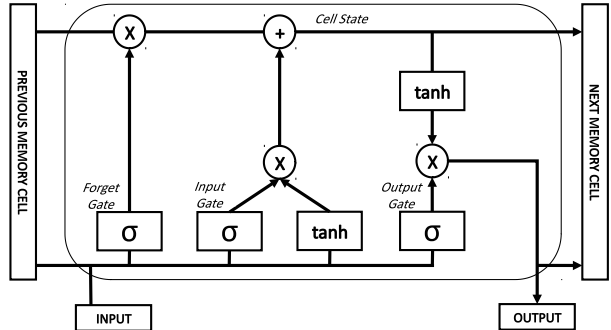 PREVIOUS MEMORY CELL
X
+
Cell State
NEXT MEMORY CELL
tanh
X
X
Forget
Gate
Input
Gate
Output
Gate
σ
σ
tanh
σ
INPUT
OUTPUT